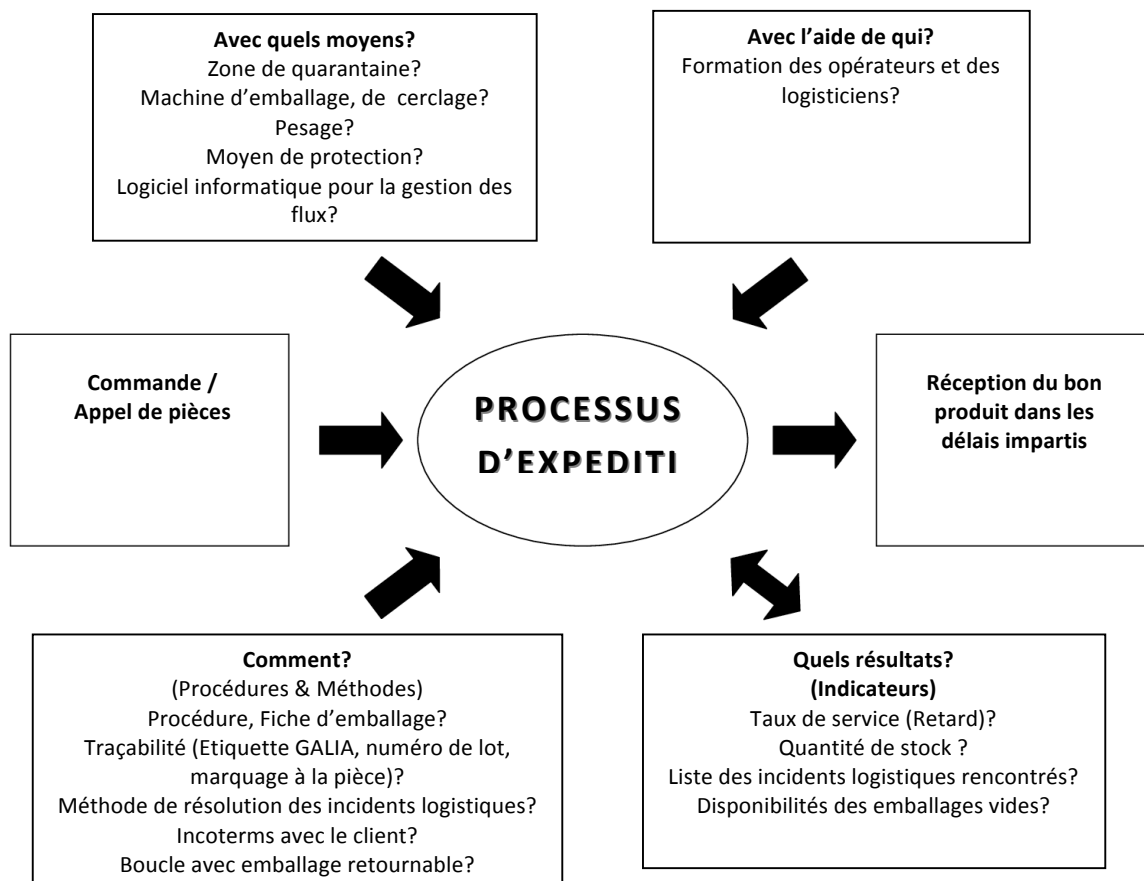 Avec quels moyens?
Zone de quarantaine?
Machine d'emballage, de  cerclage?
Pesage?
Moyen de protection?
Logiciel informatique pour la gestion des
flux?
Avec l'aide de qui?
Formation des opérateurs et des
logisticiens?
Commande /
Appel de pièces
PROCESSUS
D'EXPEDITI
Réception du bon
produit dans les
délais impartis
Comment?
(Procédures & Méthodes)
Procédure, Fiche d'emballage?
Traçabilité (Etiquette GALIA, numéro de lot,
marquage à la pièce)?
Méthode de résolution des incidents logistiques?
Incoterms avec le client?
Boucle avec emballage retournable?
Quels résultats?
(Indicateurs)
Taux de service (Retard)?
Quantité de stock ?
Liste des incidents logistiques rencontrés?
Disponibilités des emballages vides?